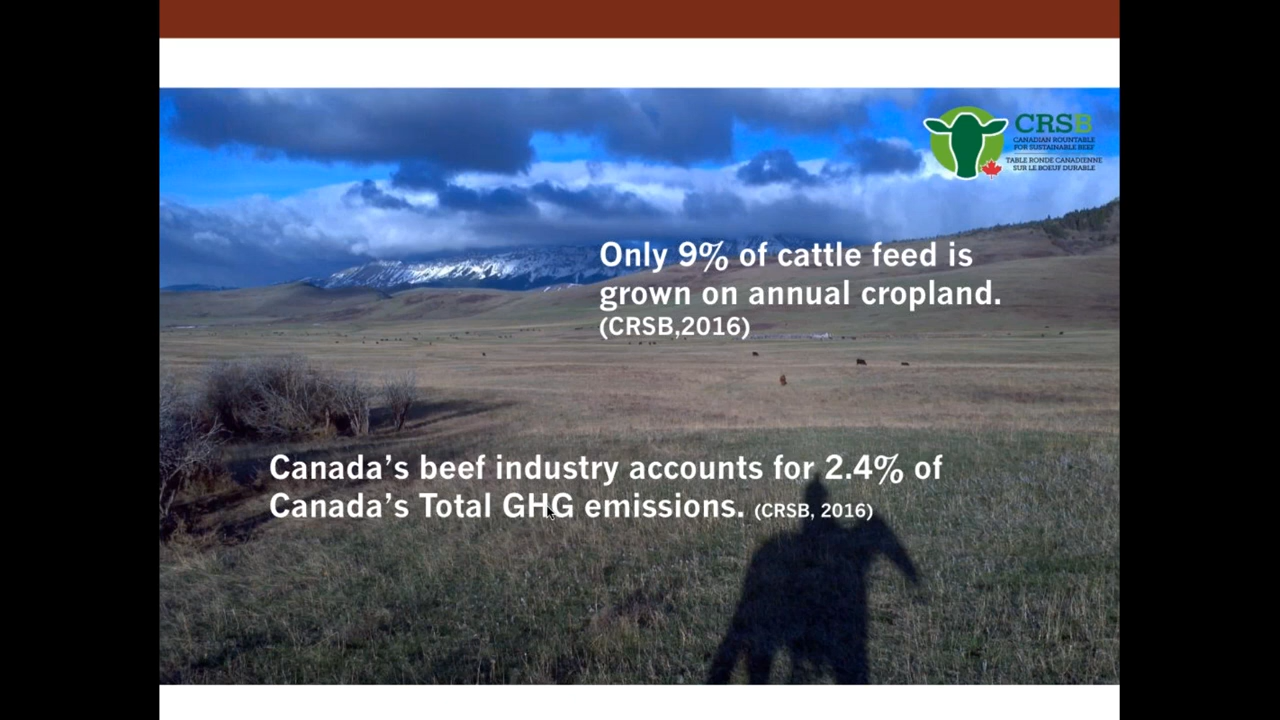 CRSB
CANADIAN ROUNTABLE
FOR SUSTAINABLE BEEF
TABLE RONDE CANADIENNE
SUR LE BOEUF DURABLE
Only 9% of cattle feed is
grown on annual cropland.
(CRSB,2016)
Canada’s beef industry accounts for 2.4% of
Canada’s Total GHG emissions. (CRSB, 2016)